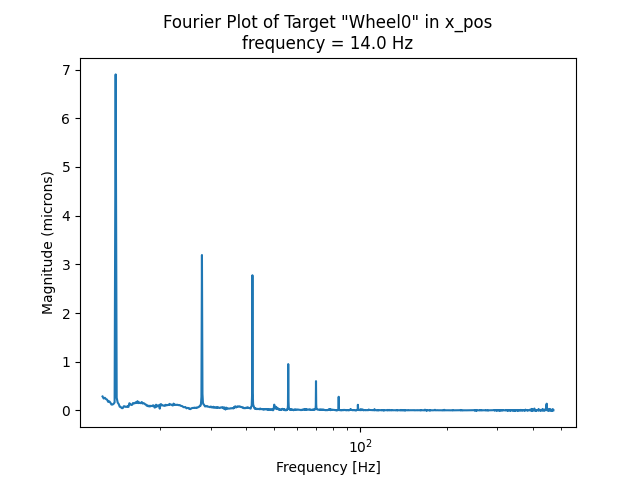 Fourier Plot of Target "Wheel0" in x_pos
frequency = 14.0 Hz
7
6
5
4
3
2
1
0
Magnitude (microns)
10²
Frequency [Hz]